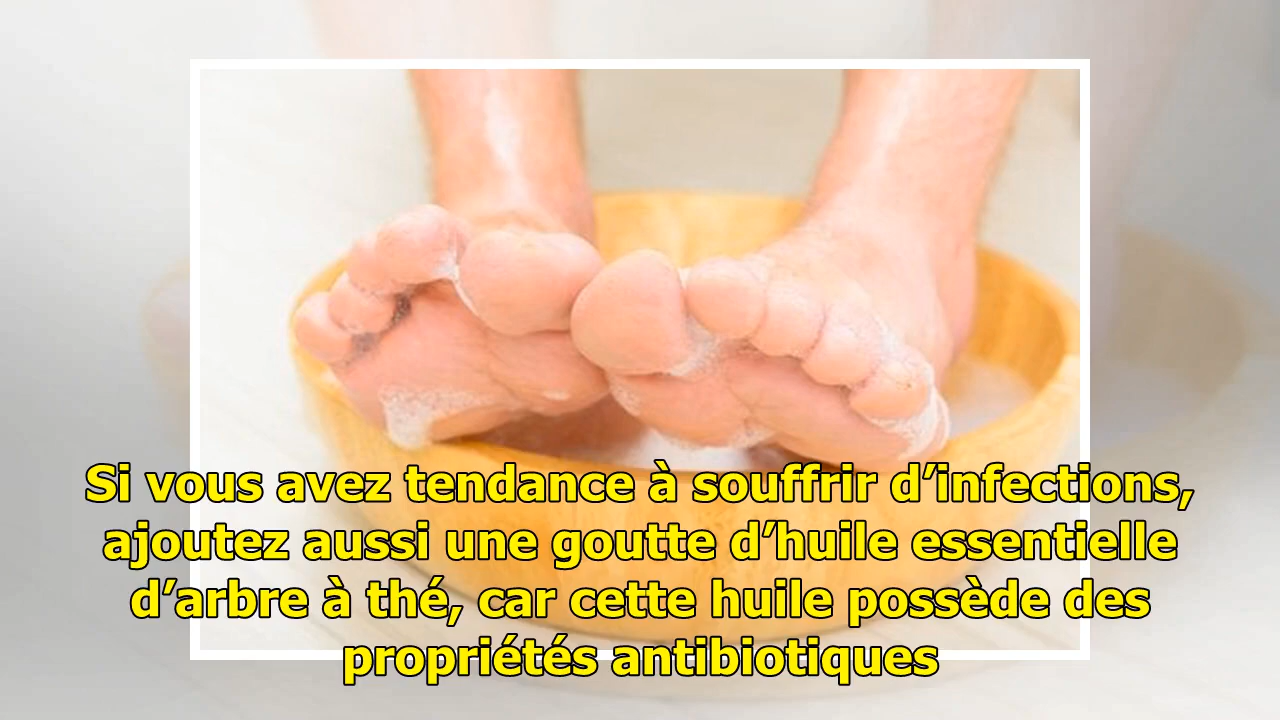 Si vous avez tendance à souffrir d’infections,
ajoutez aussi une goutte d’huile essentielle
d’arbre à thé, car cette huile possède des
propriétés antibiotiques